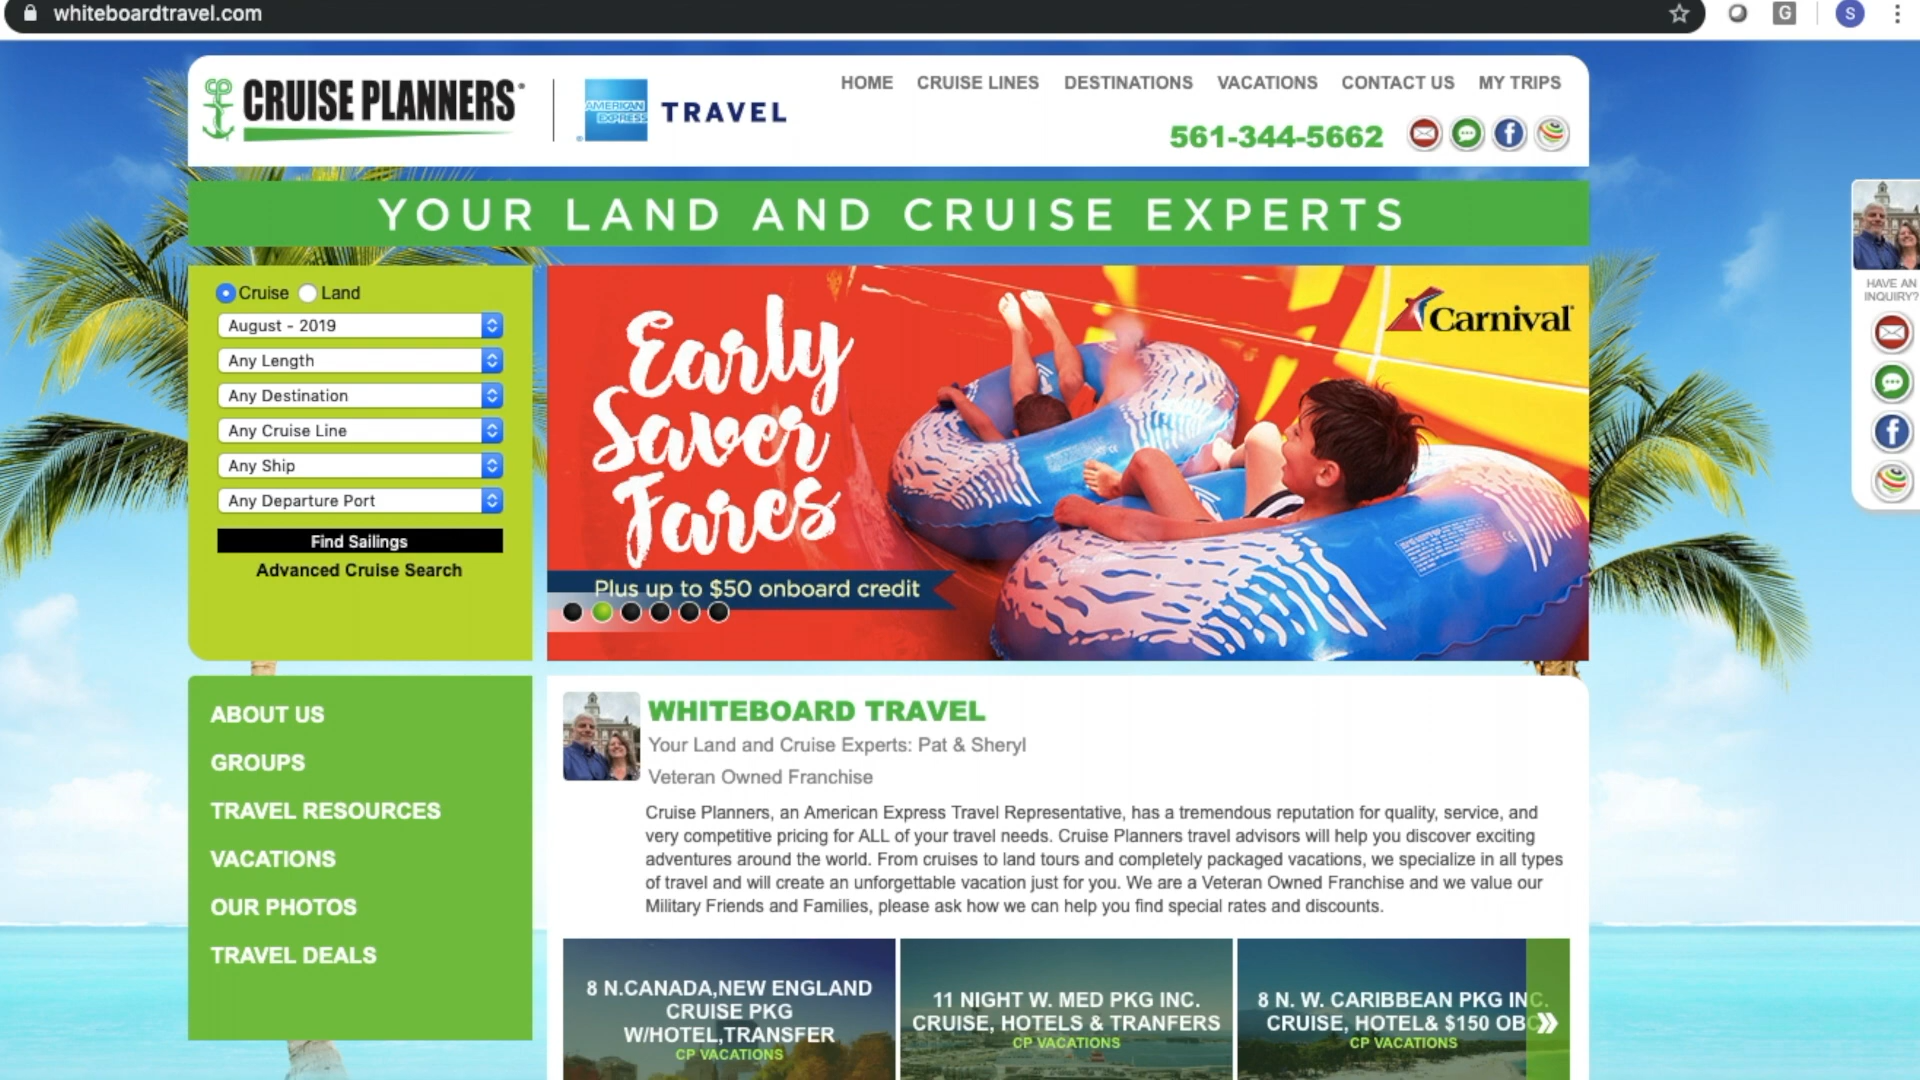 whiteboardtravel.com
G
S
CRUISE PLANNERS®
AMERICAN
EXPRESS
®
TRAVEL
HOME CRUISE LINES DESTINATIONS VACATIONS CONTACT US MY TRIPS
561-344-5662
YOUR LAND AND CRUISE EXPERTS
Cruise Land
August - 2019
Any Length
Any Destination
Any Cruise Line
Any Ship
Any Departure Port
Find Sailings
Advanced Cruise Search
Early
Saver
Fares
Plus up to $50 onboard credit
Carnival®
HAVE AN
INQUIRY?
ABOUT US
GROUPS
TRAVEL RESOURCES
VACATIONS
OUR PHOTOS
TRAVEL DEALS
WHITEBOARD TRAVEL
Your Land and Cruise Experts: Pat & Sheryl
Veteran Owned Franchise
Cruise Planners, an American Express Travel Representative, has a tremendous reputation for quality, service, and
very competitive pricing for ALL of your travel needs. Cruise Planners travel advisors will help you discover exciting
adventures around the world. From cruises to land tours and completely packaged vacations, we specialize in all types
of travel and will create an unforgettable vacation just for you. We are a Veteran Owned Franchise and we value our
Military Friends and Families, please ask how we can help you find special rates and discounts.
8 N.CANADA,NEW ENGLAND
CRUISE PKG
W/HOTEL,TRANSFER
CP VACATIONS
11 NIGHT W. MED PKG INC.
CRUISE, HOTELS & TRANFERS
CP VACATIONS
8 N. W. CARIBBEAN PKG INC.
CRUISE, HOTEL& $150 OBC
CP VACATIONS